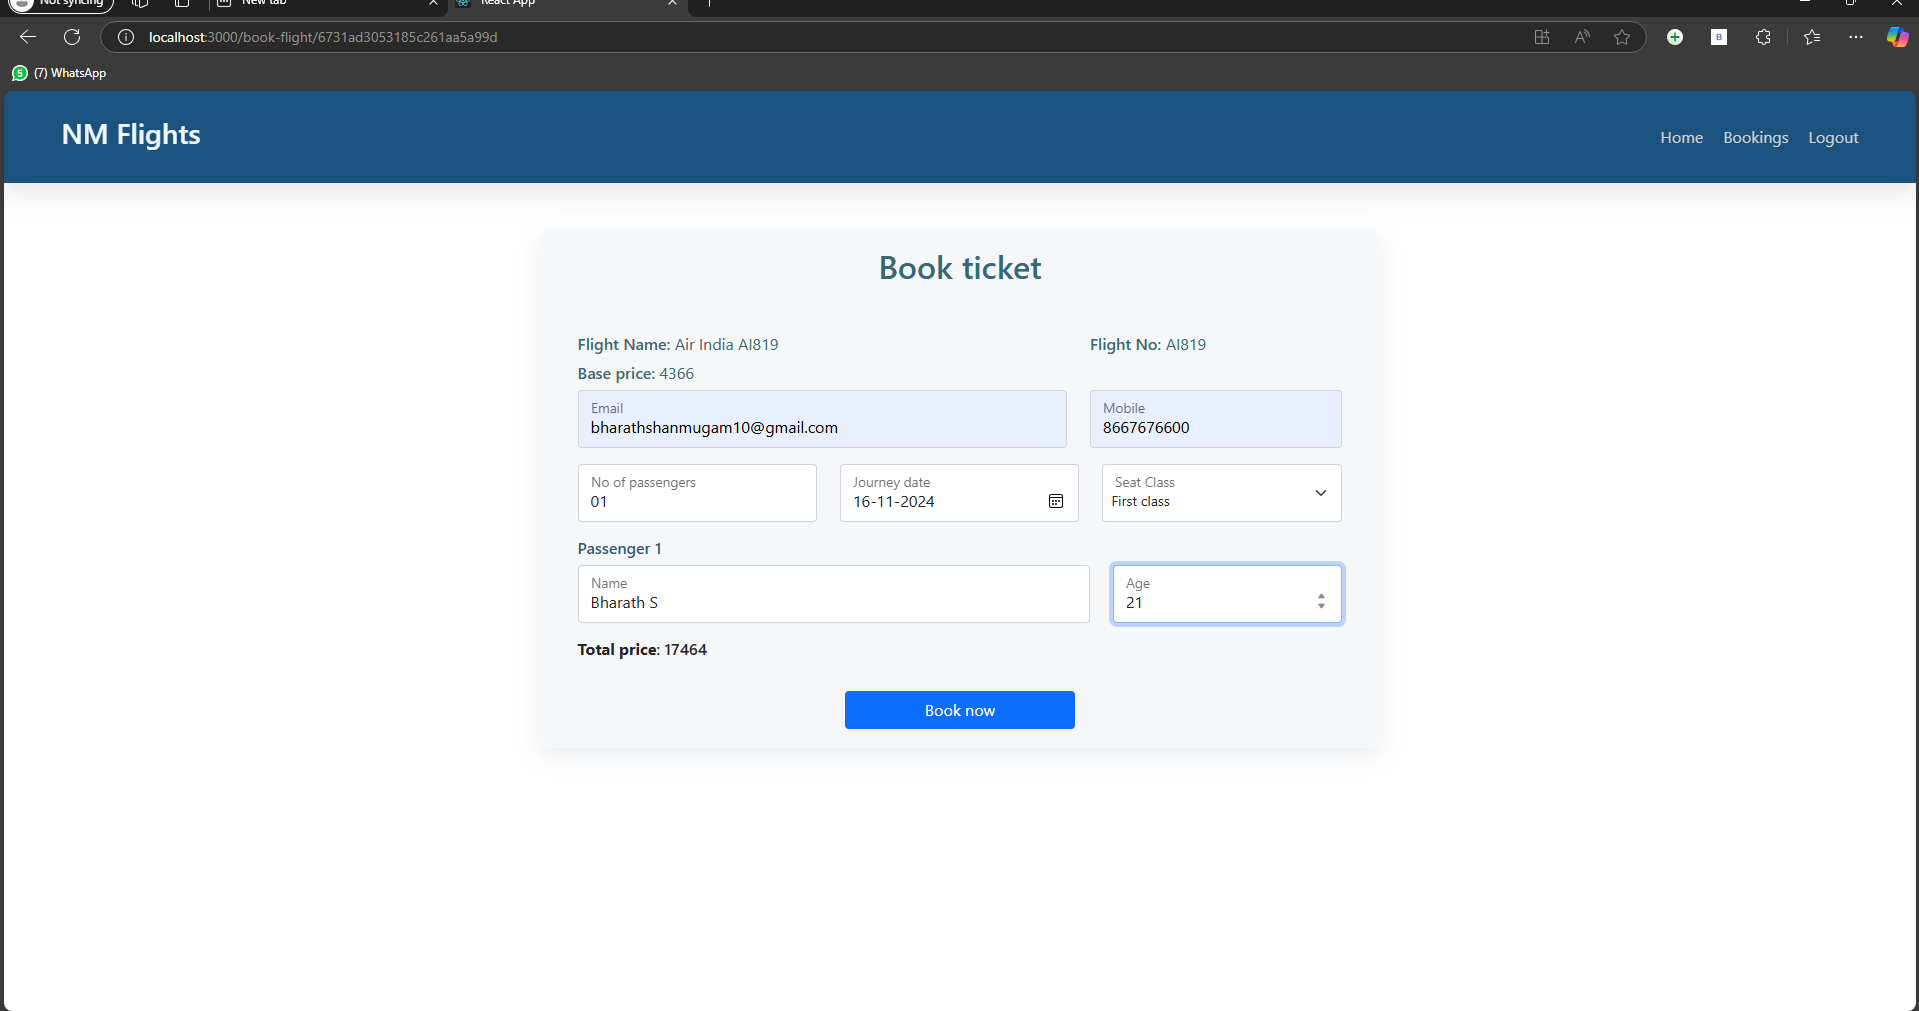 Not syncing
New tab
React App
localhost:3000/book-flight/6731ad3053185c261aa5a99d
B
5 (7) WhatsApp
NM Flights
Home Bookings Logout
Book ticket
Flight Name: Air India AI819 Flight No: AI819
Base price: 4366
Email Mobile
bharathshanmugam10@gmail.com 8667676600
No of passengers Journey date Seat Class
01 16-11-2024 First class
Passenger 1
Name Age
Bharath S 21
Total price: 17464
Book now